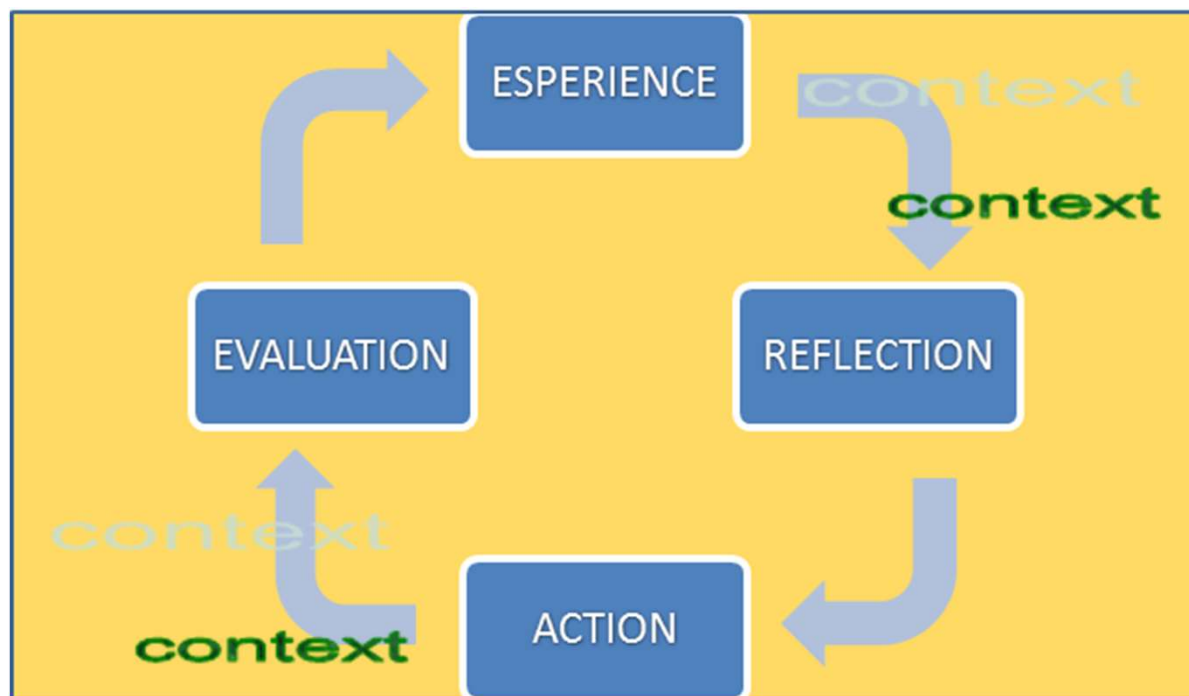 ESPERIENCE
context
context
EVALUATION
REFLECTION
context
ACTION
context